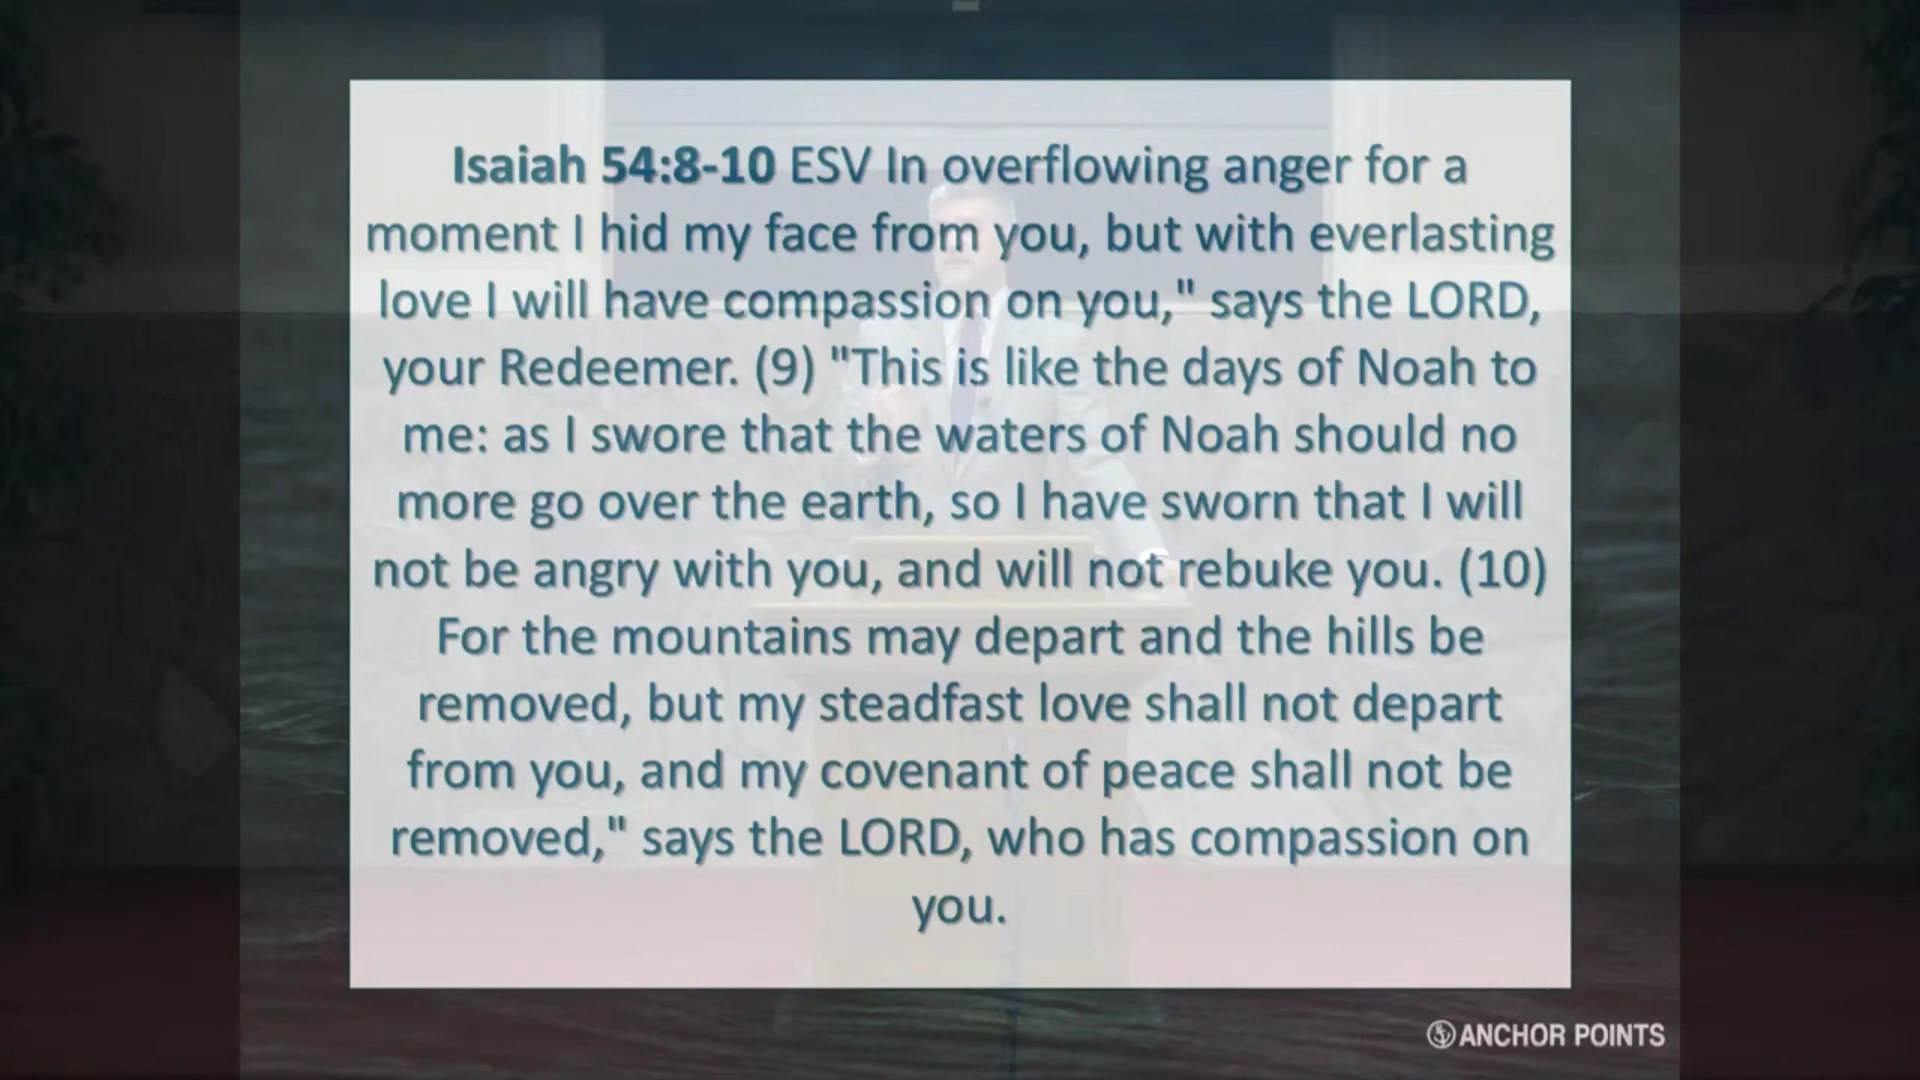 Isaiah 54:8-10 ESV In overflowing anger for a
moment I hid my face from you, but with everlasting
love I will have compassion on you," says the LORD,
your Redeemer. (9) "This is like the days of Noah to
me: as I swore that the waters of Noah should no
more go over the earth, so I have sworn that I will
not be angry with you, and will not rebuke you. (10)
For the mountains may depart and the hills be
removed, but my steadfast love shall not depart
from you, and my covenant of peace shall not be
removed," says the LORD, who has compassion on
you.
ANCHOR POINTS